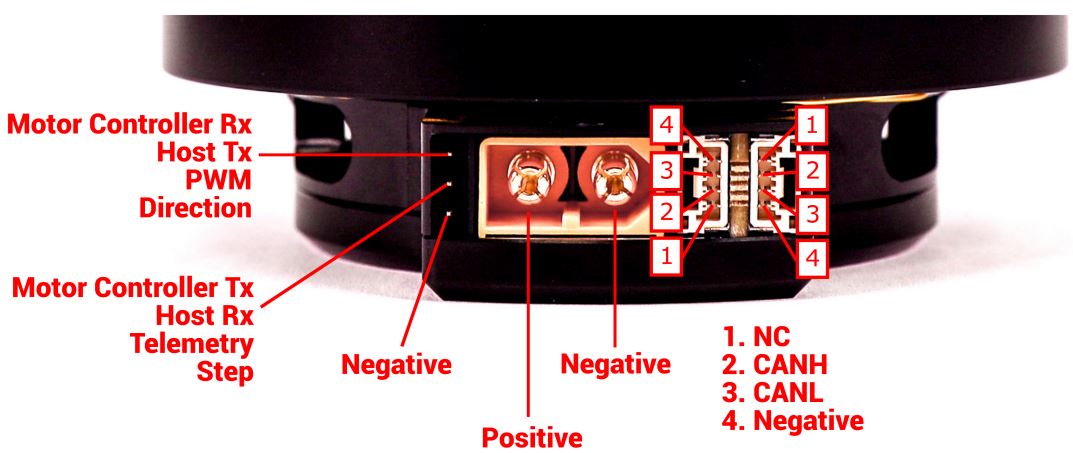 Motor Controller Rx
Host Tx
PWM
Direction
Motor Controller Tx
Host Rx
Telemetry
Step
Negative
Positive
Negative
4
3
2
1
1
2
3
4
1. NC
2. CANH
3. CANL
4. Negative